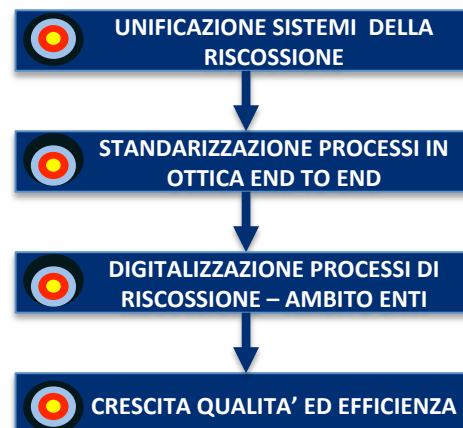 UNIFICAZIONE SISTEMI DELLA
RISCOSSIONE
STANDARIZZAZIONE PROCESSI IN
OTTICA END TO END
DIGITALIZZAZIONE PROCESSI DI
RISCOSSIONE – AMBITO ENTI
CRESCITA QUALITA’ ED EFFICIENZA